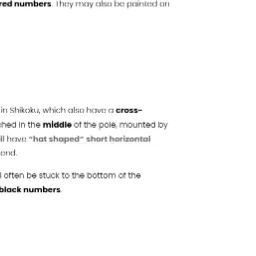 red numbers. They may also be painted on
in Shikoku, which also have a cross-
ched in the middle of the pole, mounted by
ill have "hat shaped" short horizontal
end.
l often be stuck to the bottom of the
black numbers.